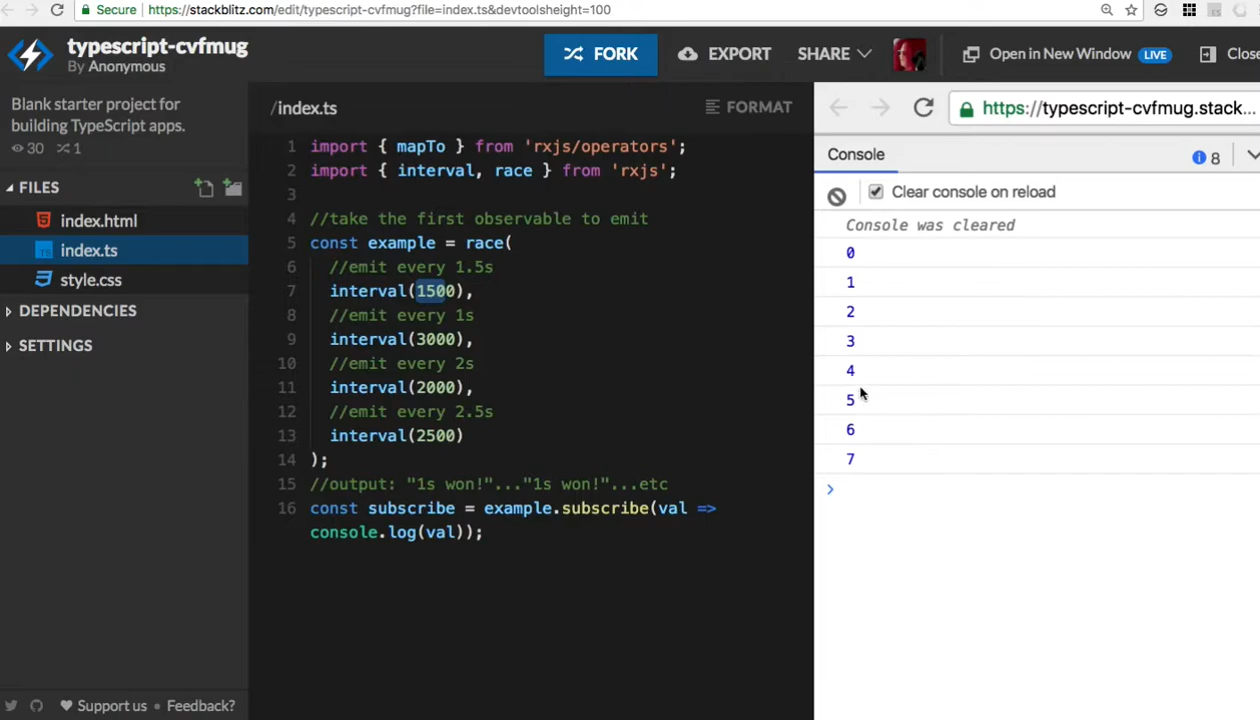 Secure https://stackblitz.com/edit/typescript-cvfmug?file=index.ts&devtoolsheight=100
typescript-cvfmug
By Anonymous
FORK
EXPORT
SHARE
Open in New Window LIVE
Close
Blank starter project for
building TypeScript apps.
30 1
FILES
index.html
index.ts
style.css
DEPENDENCIES
SETTINGS
Support us • Feedback?
/index.ts
FORMAT
1 import { mapTo } from 'rxjs/operators';
2 import { interval, race } from 'rxjs';
3
4 //take the first observable to emit
5 const example = race(
6 //emit every 1.5s
7 interval(1500),
8 //emit every 1s
9 interval(3000),
10 //emit every 2s
11 interval(2000),
12 //emit every 2.5s
13 interval(2500)
14 );
15 //output: "1s won!"..."1s won!"...etc
16 const subscribe = example.subscribe(val =>
console.log(val));
https://typescript-cvfmug.stack...
Console
8
Clear console on reload
Console was cleared
0
1
2
3
4
5
6
7